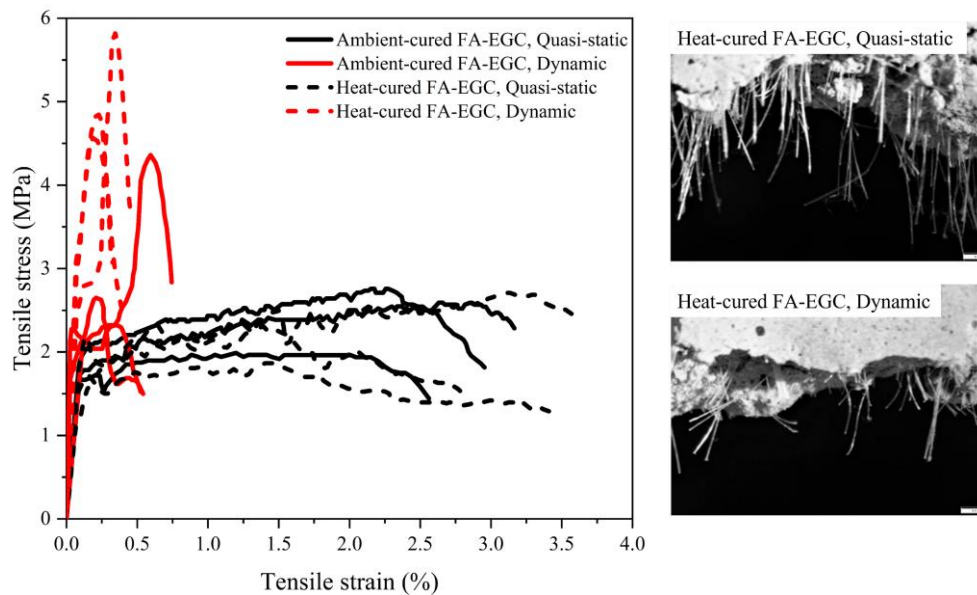 6
5
4
3
2
1
0
Tensile stress (MPa)
Ambient-cured FA-EGC, Quasi-static
Ambient-cured FA-EGC, Dynamic
Heat-cured FA-EGC, Quasi-static
Heat-cured FA-EGC, Dynamic
0.0 0.5 1.0 1.5 2.0 2.5 3.0 3.5 4.0
Tensile strain (%)
Heat-cured FA-EGC, Quasi-static
Heat-cured FA-EGC, Dynamic